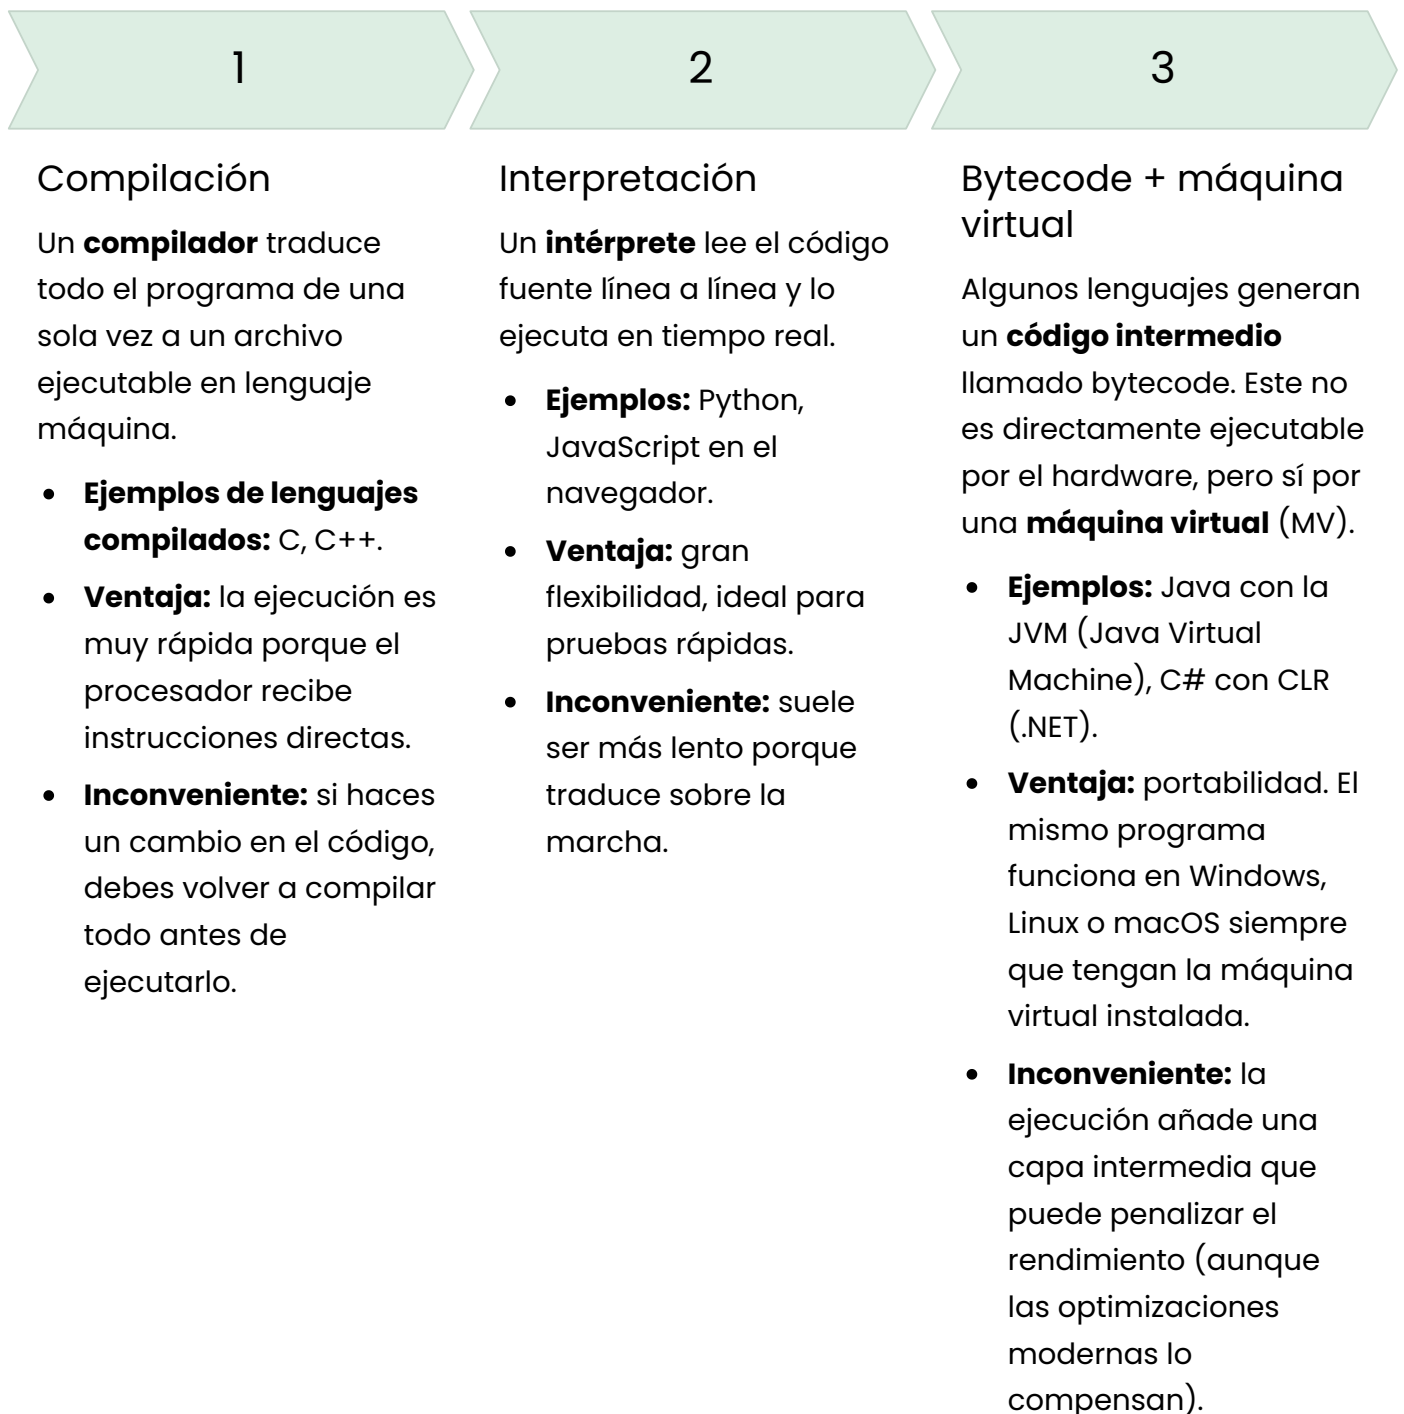 1
Compilación
Un compilador traduce
todo el programa de una
sola vez a un archivo
ejecutable en lenguaje
máquina.
• Ejemplos de lenguajes
compilados: C, C++.
• Ventaja: la ejecución es
muy rápida porque el
procesador recibe
instrucciones directas.
• Inconveniente: si haces
un cambio en el código,
debes volver a compilar
todo antes de
ejecutarlo.
2
Interpretación
Un intérprete lee el código
fuente línea a línea y lo
ejecuta en tiempo real.
• Ejemplos: Python,
JavaScript en el
navegador.
• Ventaja: gran
flexibilidad, ideal para
pruebas rápidas.
• Inconveniente: suele
ser más lento porque
traduce sobre la
marcha.
3
Bytecode + máquina
virtual
Algunos lenguajes generan
un código intermedio
llamado bytecode. Este no
es directamente ejecutable
por el hardware, pero sí por
una máquina virtual (MV).
• Ejemplos: Java con la
JVM (Java Virtual
Machine), C# con CLR
(.NET).
• Ventaja: portabilidad. El
mismo programa
funciona en Windows,
Linux o macOS siempre
que tengan la máquina
virtual instalada.
• Inconveniente: la
ejecución añade una
capa intermedia que
puede penalizar el
rendimiento (aunque
las optimizaciones
modernas lo
compensan).